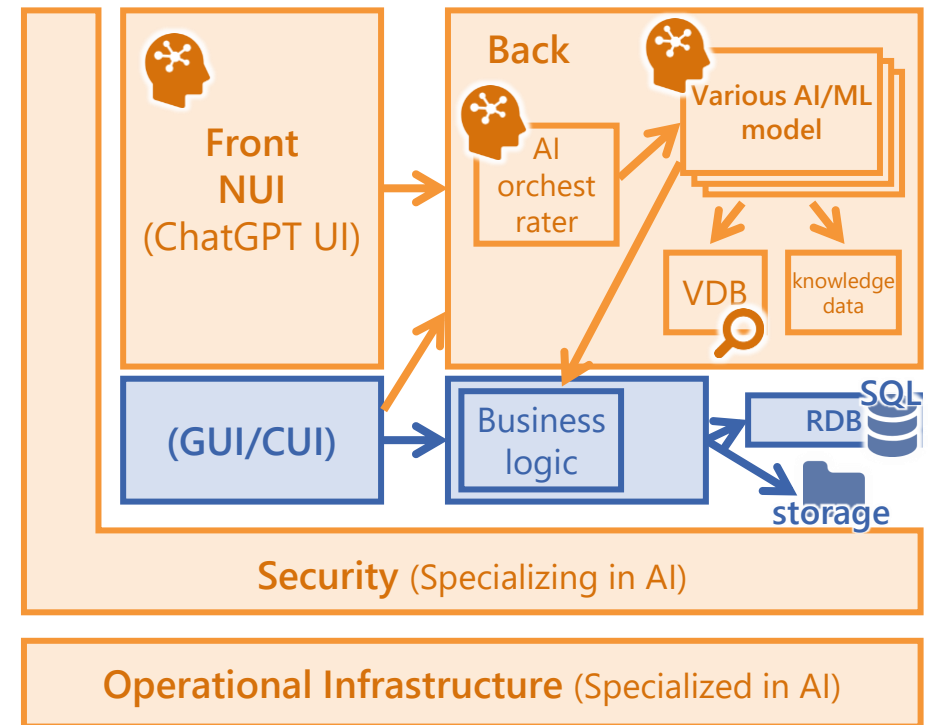 Front
NUI
(ChatGPT UI)
Back
AI
orchest
rater
Various AI/ML
model
VDB
knowledge
data
(GUI/CUI)
Business
logic
SQL
RDB
storage
Security (Specializing in AI)
Operational Infrastructure (Specialized in AI)